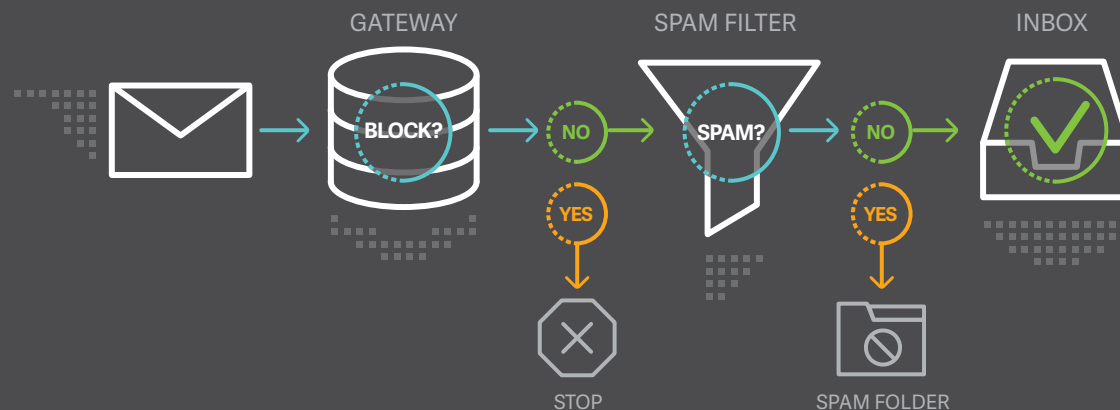 GATEWAY
SPAM FILTER
INBOX
BLOCK?
NO
SPAM?
NO
YES
YES
STOP
SPAM FOLDER